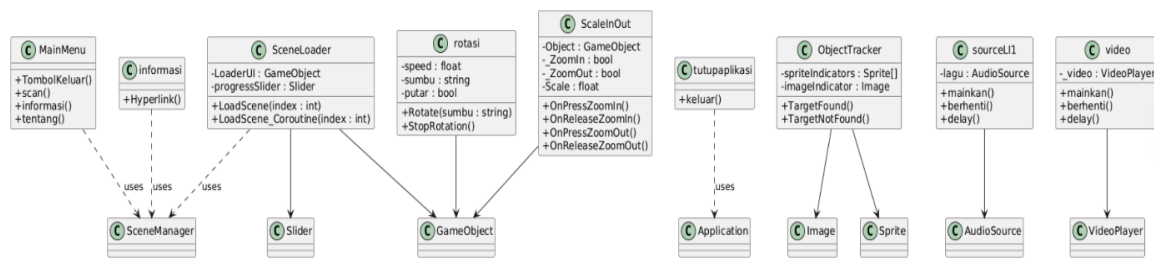 C MainMenu
+TombolKeluar()
+scan()
+informasi()
+tentang()
C informasi
+Hyperlink()
C SceneLoader
-LoaderUI : GameObject
-progressSlider : Slider
+LoadScene(index : int)
+LoadScene_Coroutine(index : int)
C rotasi
-speed : float
-sumbu : string
-putar : bool
+Rotate(sumbu : string)
+StopRotation()
C ScaleInOut
-Object : GameObject
-_ZoomIn : bool
-_ZoomOut : bool
-Scale : float
+OnPressZoomIn()
+OnReleaseZoomIn()
+OnPressZoomOut()
+OnReleaseZoomOut()
C tutupaplikasi
+keluar()
C ObjectTracker
-spriteIndicators : Sprite[]
-imageIndicator : Image
+TargetFound()
+TargetNotFound()
C sourceLI1
-lagu : AudioSource
+mainkan()
+berhenti()
+delay()
C video
-_video : VideoPlayer
+mainkan()
+berhenti()
+delay()
uses
uses
uses
uses
C SceneManager
C Slider
C GameObject
C Application
C Image
C Sprite
C AudioSource
C VideoPlayer